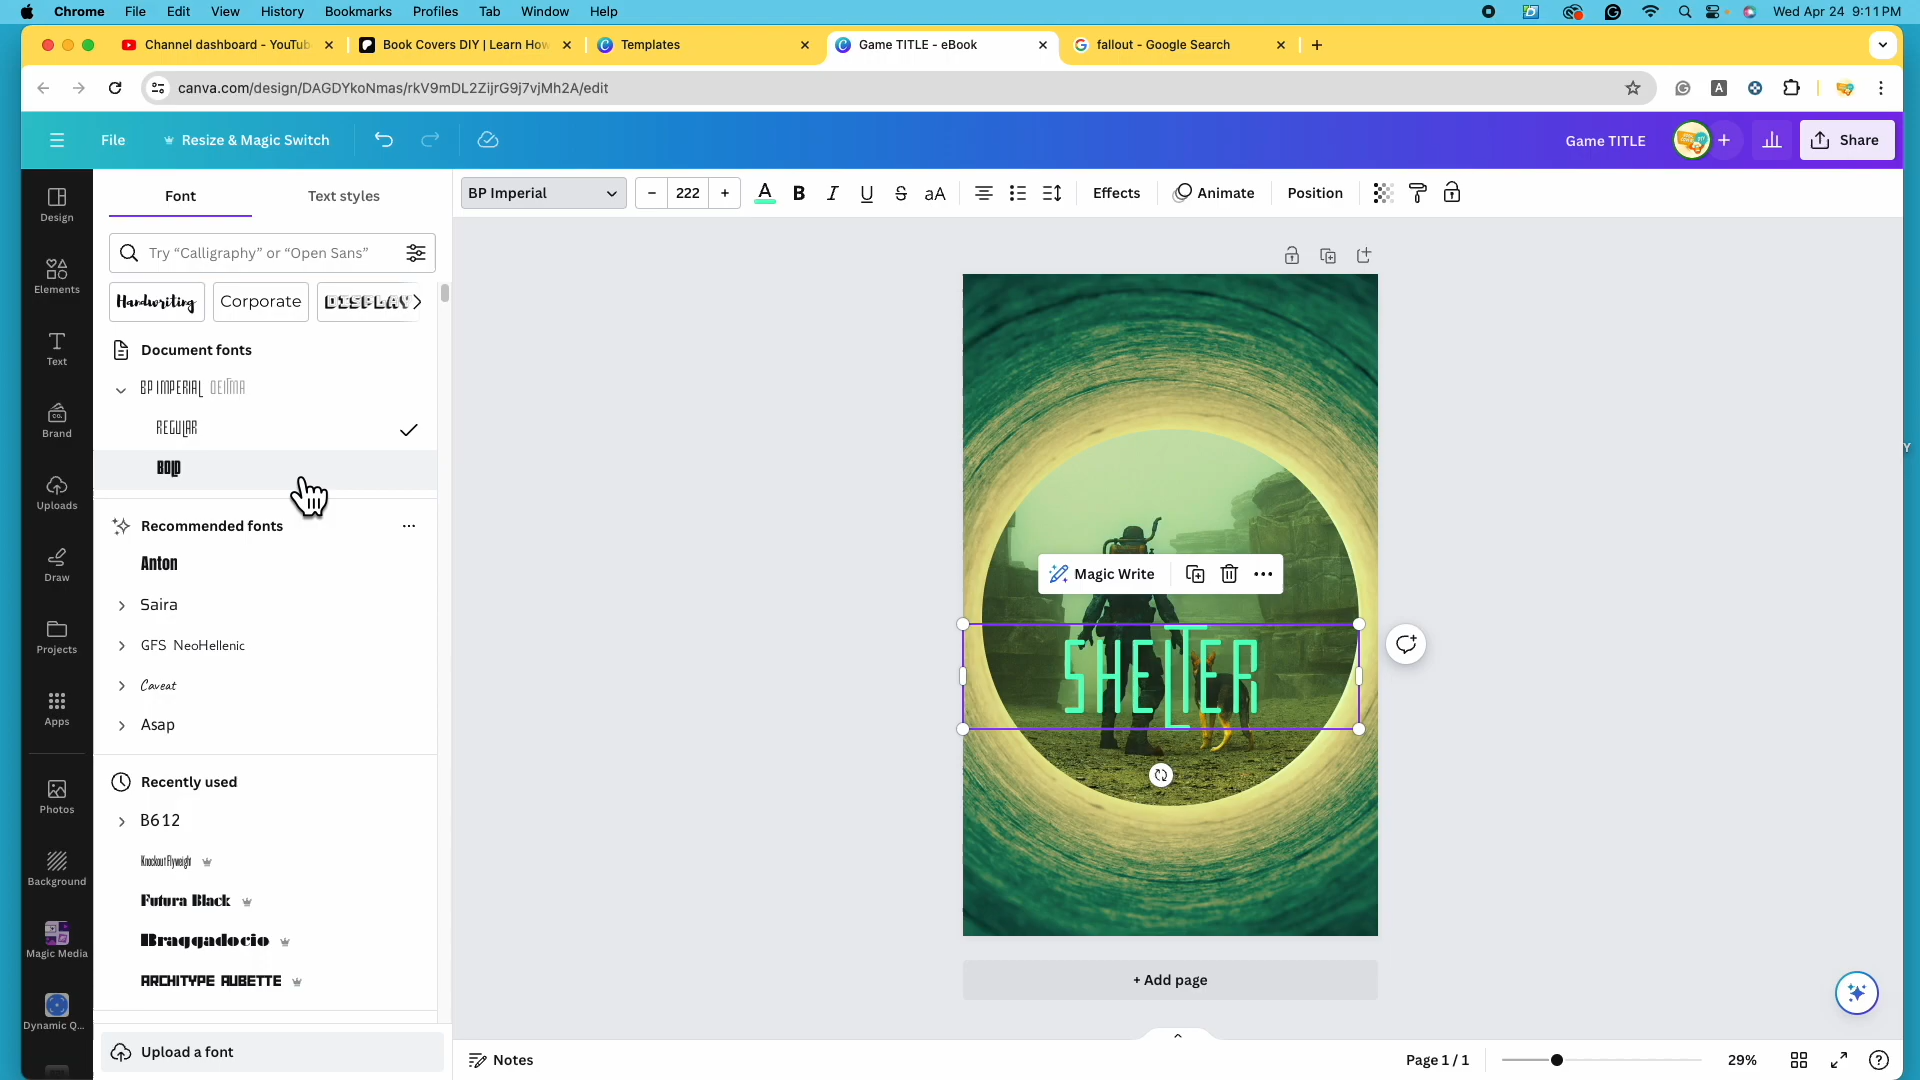 Chrome File Edit View History Bookmarks Profiles Tab Window Help Wed Apr 24 9:11 PM
Channel dashboard - YouTub Book Covers DIY | Learn How Templates Game TITLE - eBook fallout - Google Search
canva.com/design/DAGDYkoNmas/rkV9mDL2ZijrG9j7vjMh2A/edit
File Resize & Magic Switch Game TITLE Share
Font Text styles
BP Imperial 222 aA Effects Animate Position
Try “Calligraphy” or “Open Sans”
Handwriting Corporate DISPLAY
Document fonts
BP IMPERIAL
REGULAR
BOLD
Recommended fonts
Anton
Saira
GFS NeoHellenic
Caveat
Asap
Recently used
B612
Knockout Flyweight
Futura Black
Braggadocio
ARCHITYPE AUBETTE
Upload a font
Design
Elements
Text
Brand
Uploads
Draw
Projects
Apps
Photos
Background
Magic Media
Dynamic Q...
Magic Write
SHELTER
+ Add page
Notes Page 1 / 1 29%
Y